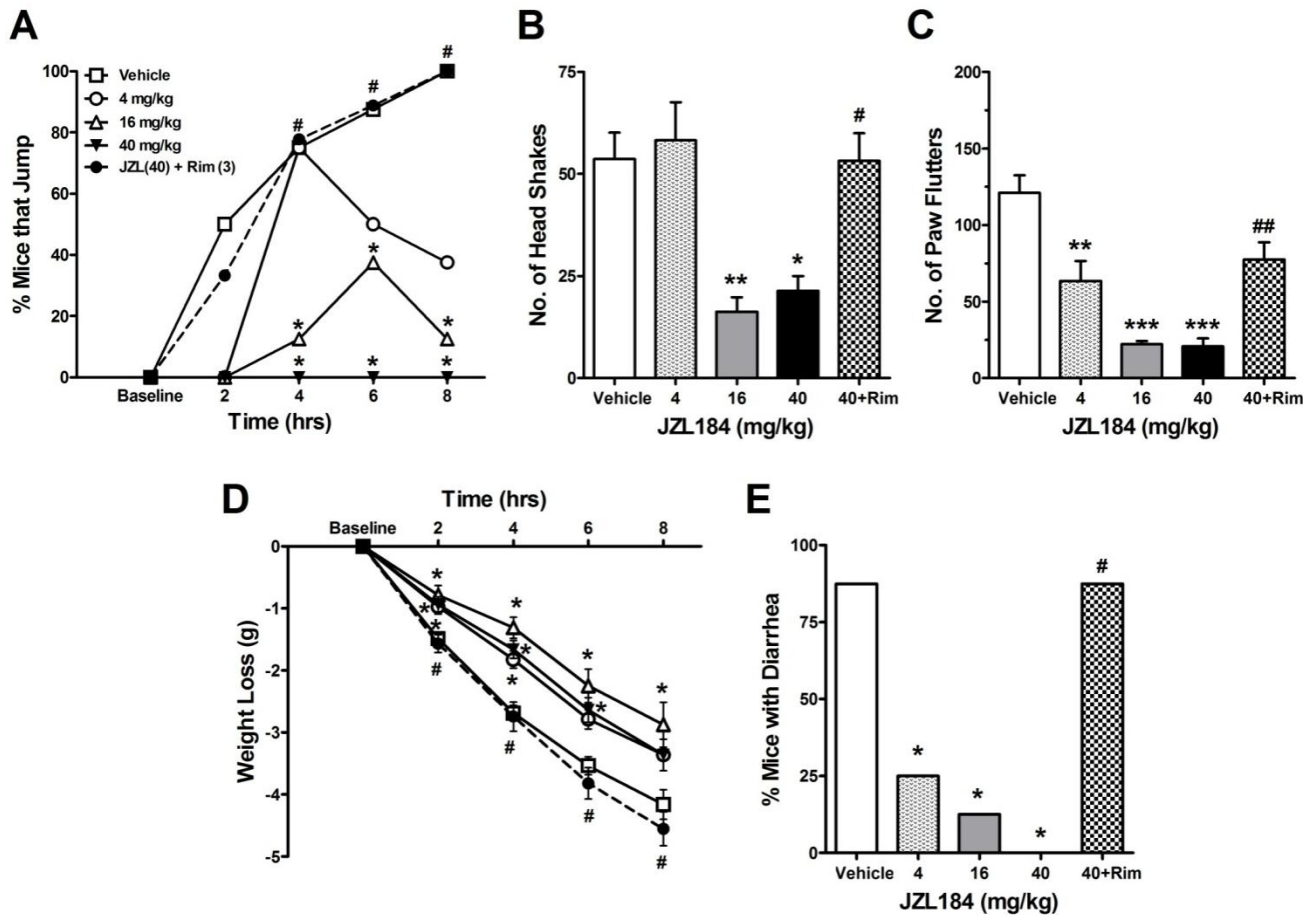 A
% Mice that Jump
100
80
60
40
20
0
Vehicle
4 mg/kg
16 mg/kg
40 mg/kg
JZL(40) + Rim (3)
#
#
#
*
*
*
*
*
*
Baseline 2 4 6 8
Time (hrs)
B
No. of Head Shakes
75
50
25
0
**
*
#
Vehicle 4 16 40 40+Rim
JZL184 (mg/kg)
C
No. of Paw Flutters
200
150
100
50
0
**
***
***
##
Vehicle 4 16 40 40+Rim
JZL184 (mg/kg)
D
Time (hrs)
Baseline 2 4 6 8
Weight Loss (g)
0
-1
-2
-3
-4
-5
*
*
*
*
*
*
*
*
*
#
#
#
#
E
% Mice with Diarrhea
100
75
50
25
0
*
*
*
#
Vehicle 4 16 40 40+Rim
JZL184 (mg/kg)